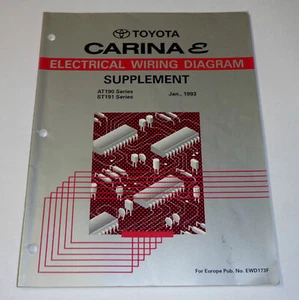 TOYOTA
CARINA E
ELECTRICAL WIRING DIAGRAM
SUPPLEMENT
AT190 Series
ST191 Series
Jan., 1993
For Europe Pub. No. EWD173F